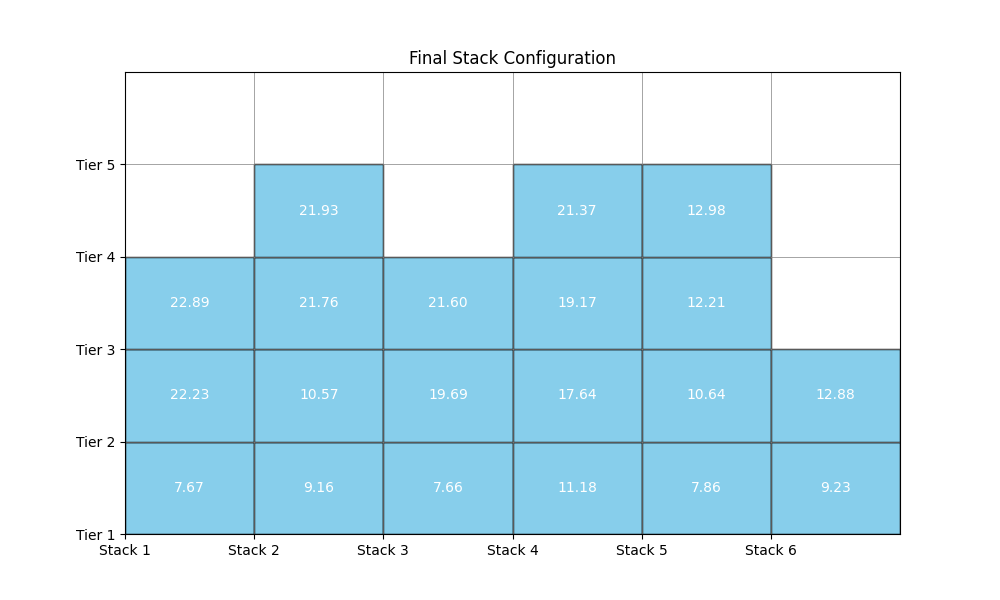 Final Stack Configuration
Tier 5
21.93 21.37 12.98
Tier 4
22.89 21.76 21.60 19.17 12.21
Tier 3
22.23 10.57 19.69 17.64 10.64 12.88
Tier 2
7.67 9.16 7.66 11.18 7.86 9.23
Tier 1
Stack 1 Stack 2 Stack 3 Stack 4 Stack 5 Stack 6